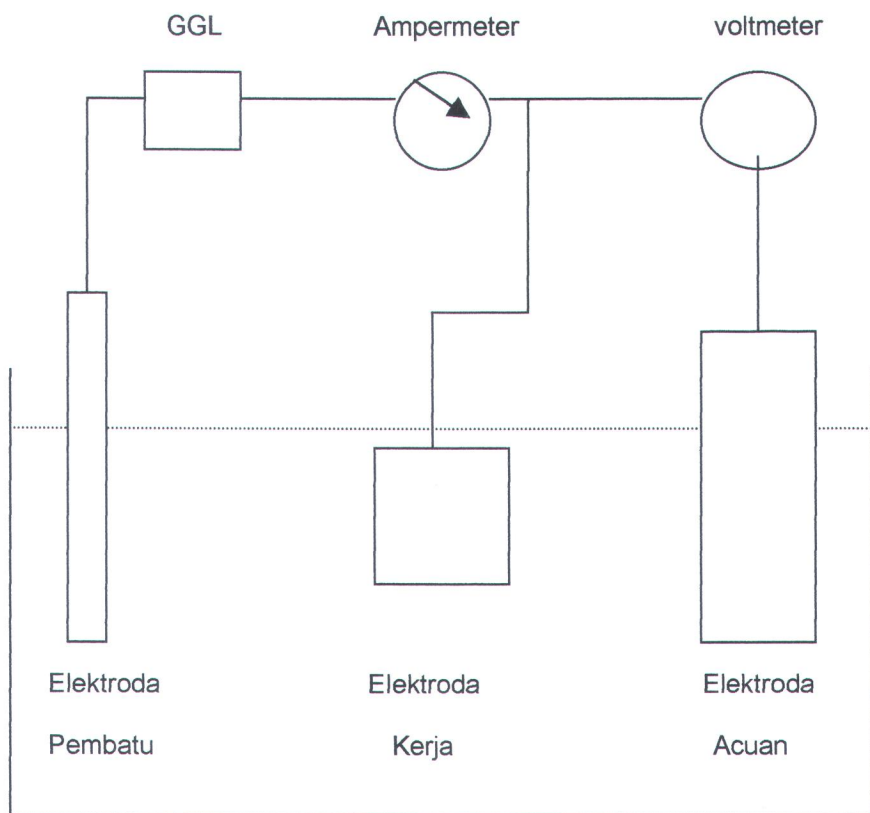 GGL Ampermeter voltmeter
Elektroda Elektroda Elektroda
Pembatu Kerja Acuan